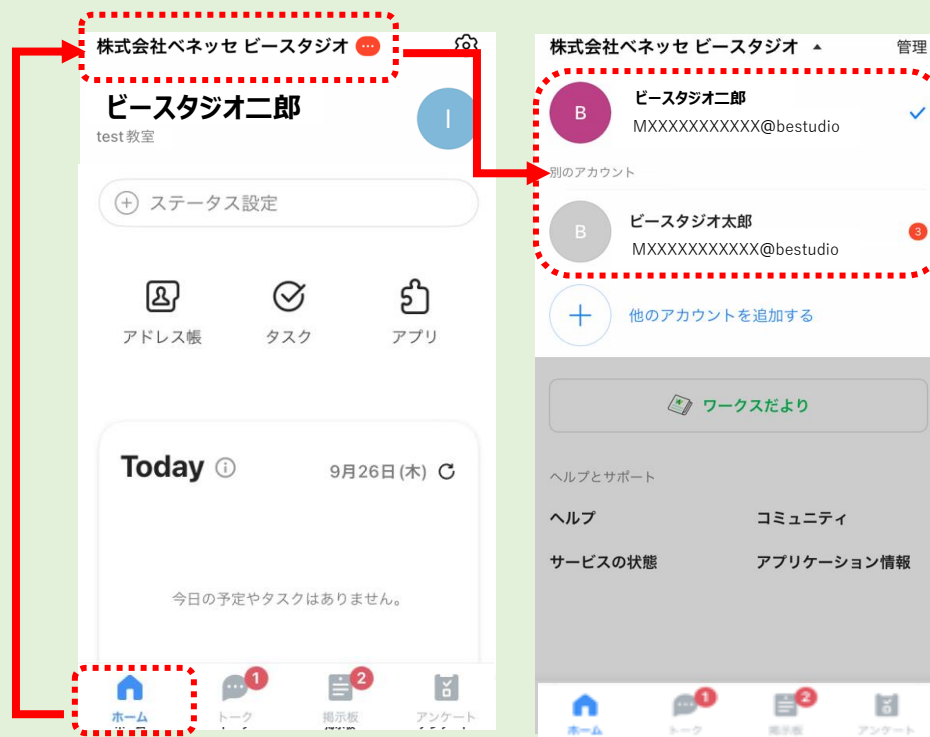 株式会社ベネッセ ビースタジオ
ビースタジオ二郎
I
test教室
ステータス設定
アドレス帳 タスク アプリ
Today 9月26日(木)
今日の予定やタスクはありません。
1 2
ホーム トーク 掲示板 アンケート
株式会社ベネッセ ビースタジオ ▲ 管理
B
ビースタジオ二郎
MXXXXXXXXXXX@bestudio
別のアカウント
B
ビースタジオ太郎
3
MXXXXXXXXXXX@bestudio
他のアカウントを追加する
ワークスだより
ヘルプとサポート
ヘルプ コミュニティ
サービスの状態 アプリケーション情報
1 2
ホーム トーク 掲示板 アンケート